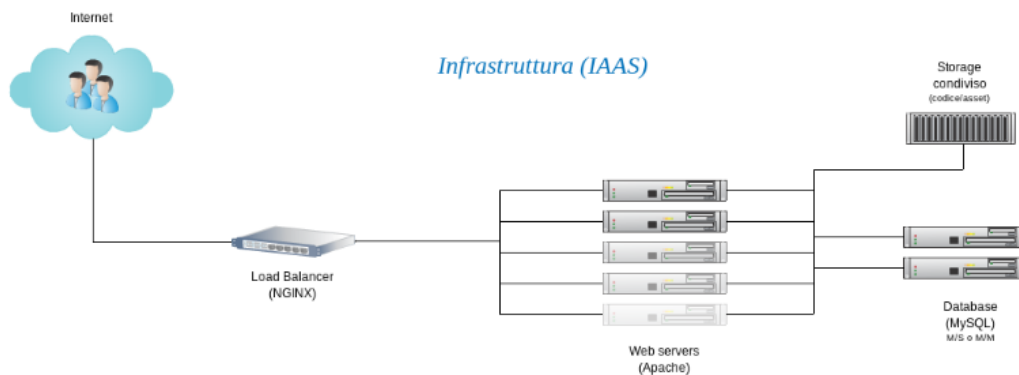 Internet
Infrastruttura (IAAS)
Storage
condiviso
(codice/asset)
Load Balancer
(NGINX)
Web servers
(Apache)
Database
(MySQL)
M/S o M/M